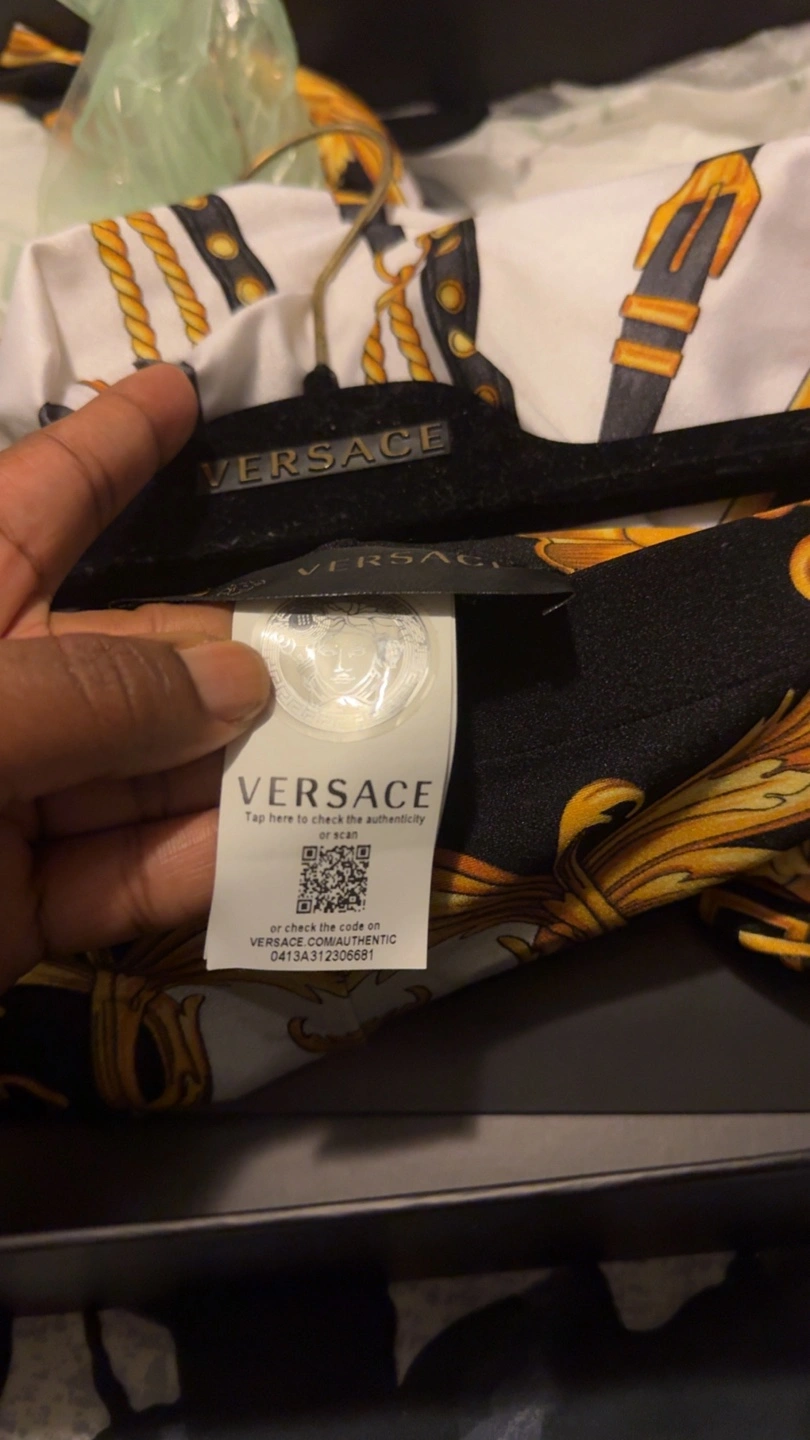 VERSACE
VERSACE
VERSACE
Tap here to check the authenticity
or scan
or check the code on
VERSACE.COM/AUTHENTIC
0413A312306681